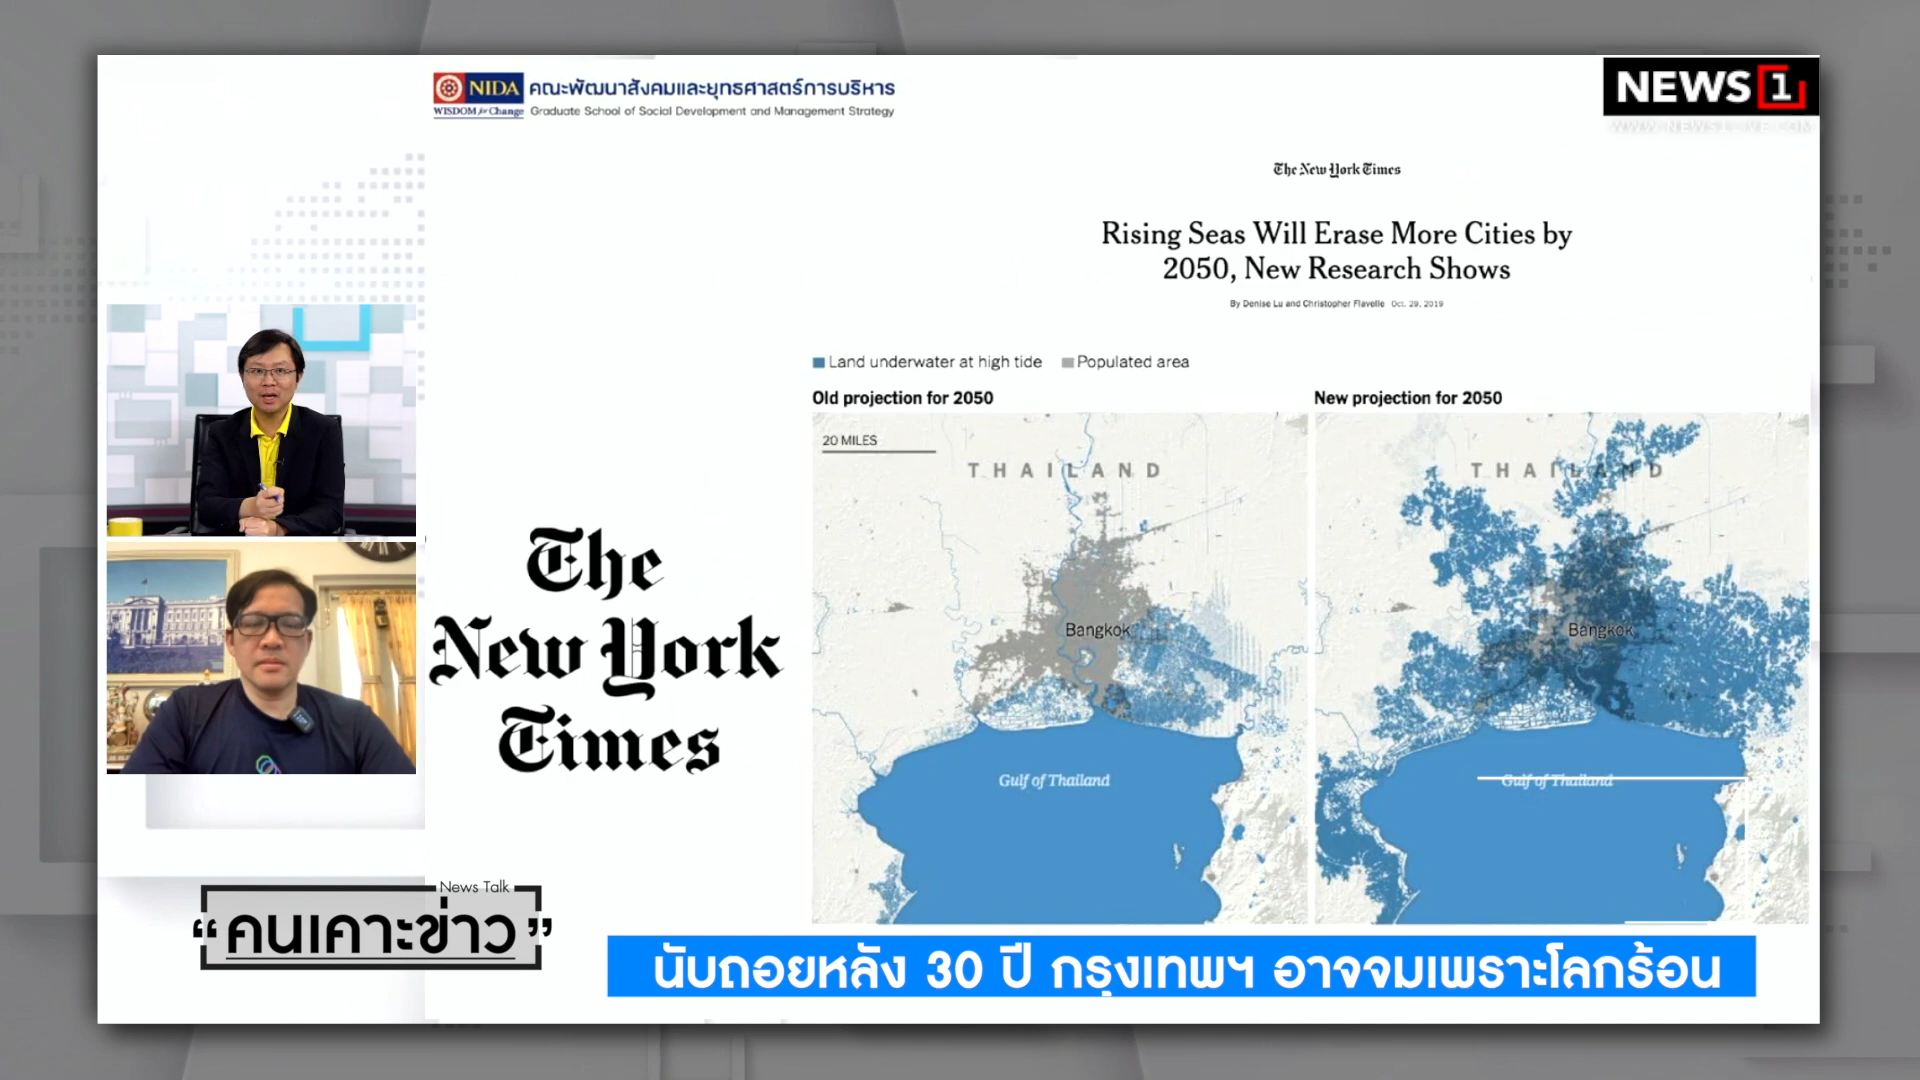 NIDA คณะพัฒนาสังคมและยุทธศาสตร์การบริหาร
WISDOM for Change Graduate School of Social Development and Management Strategy
NEWS 1
WWW.NEWS1LIVE.COM
The New York Times
Rising Seas Will Erase More Cities by
2050, New Research Shows
By Denise Lu and Christopher Flavelle Oct. 29, 2019
Land underwater at high tide Populated area
Old projection for 2050
New projection for 2050
20 MILES
THAILAND
THAILAND
Bangkok
Bangkok
Gulf of Thailand
Gulf of Thailand
The
New York
Times
News Talk
“คนเคาะข่าว”
นับถอยหลัง 30 ปี กรุงเทพฯ อาจจมเพราะโลกร้อน